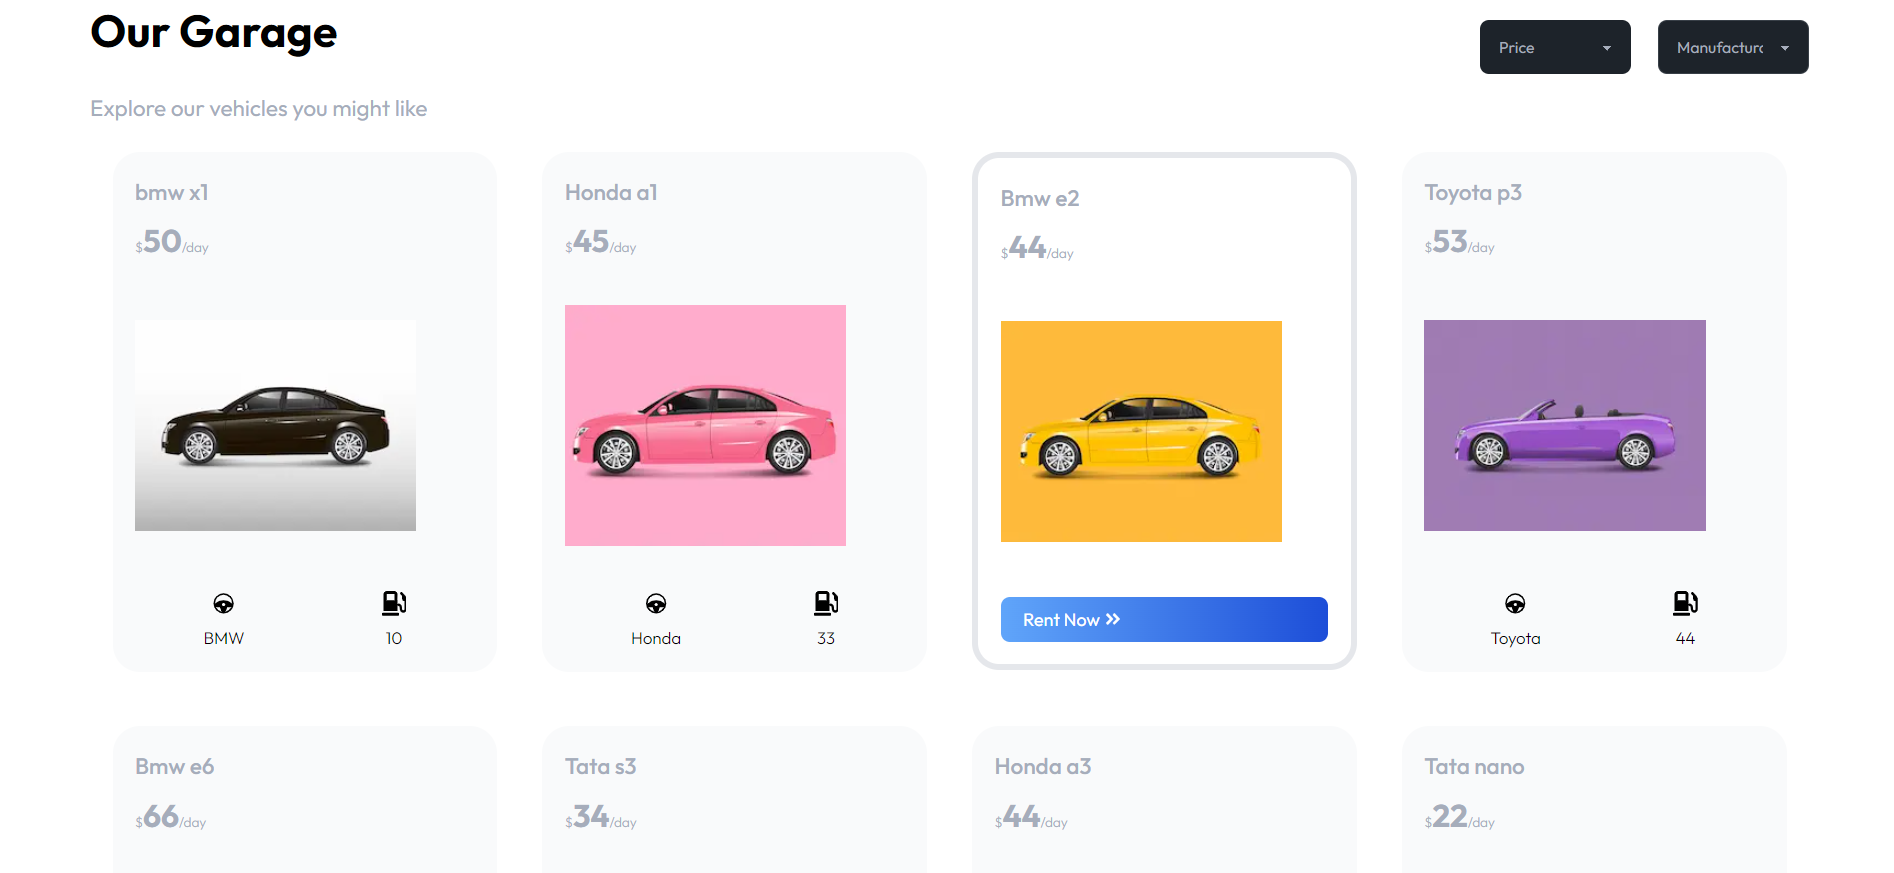 Our Garage
Price
Manufacturc
Explore our vehicles you might like
bmw x1
$50/day
BMW
10
Honda a1
$45/day
Honda
33
Bmw e2
$44/day
Rent Now »
Toyota p3
$53/day
Toyota
44
Bmw e6
$66/day
Tata s3
$34/day
Honda a3
$44/day
Tata nano
$22/day